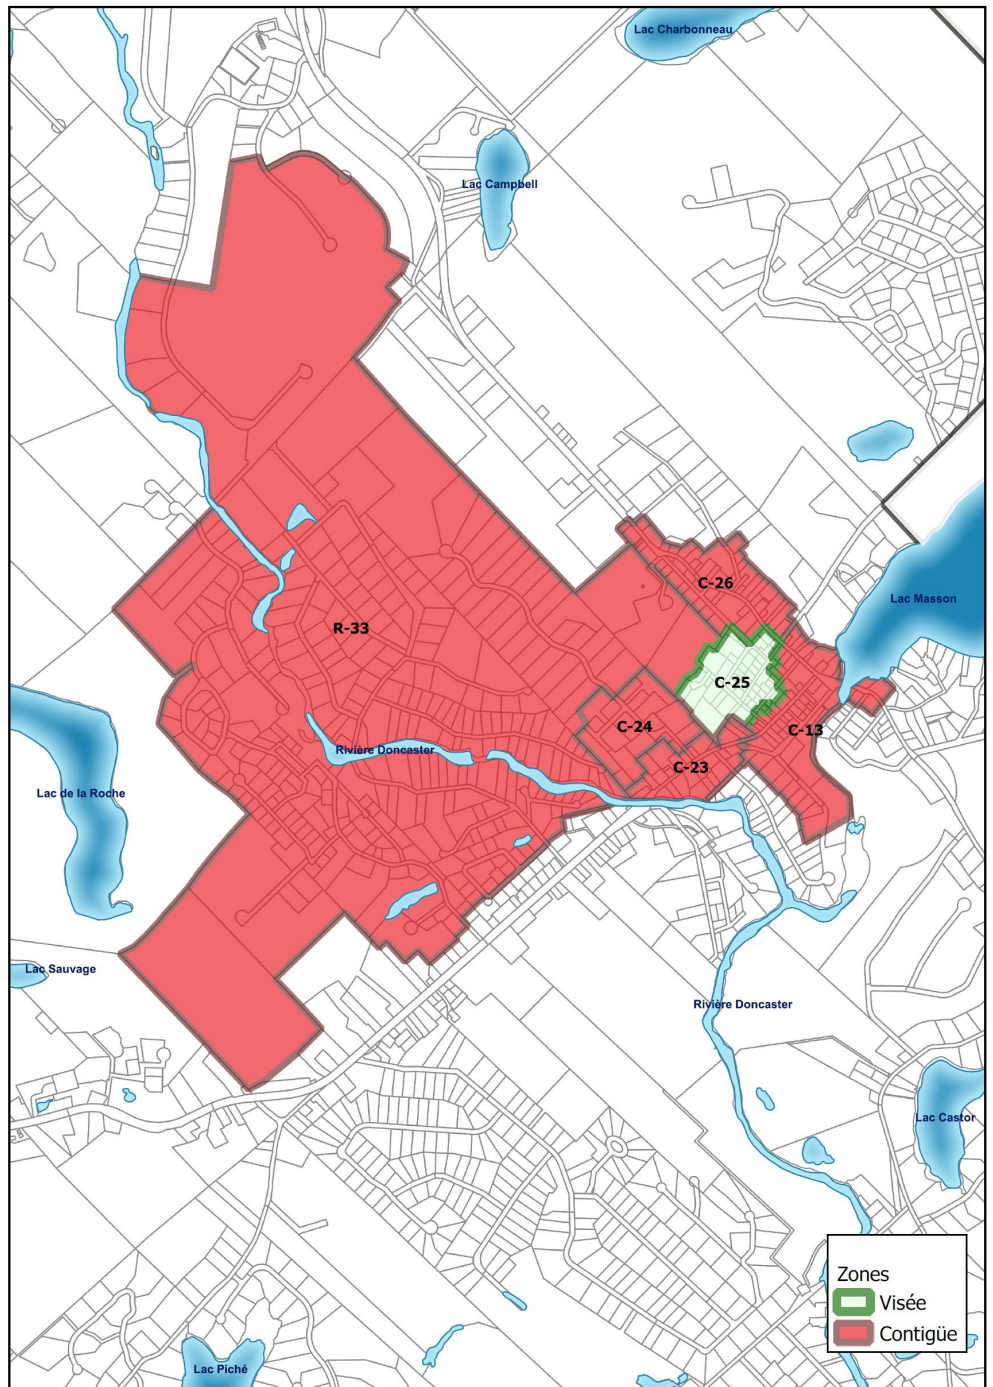 Lac Charbonneau
Lac Campbell
C-26
Lac Masson
R-33
C-25
C-24
C-13
Rivière Doncaster
C-23
Lac de la Roche
Lac Sauvage
Rivière Doncaster
Lac Castor
Zones
Visée
Contigüe
Lac Piché